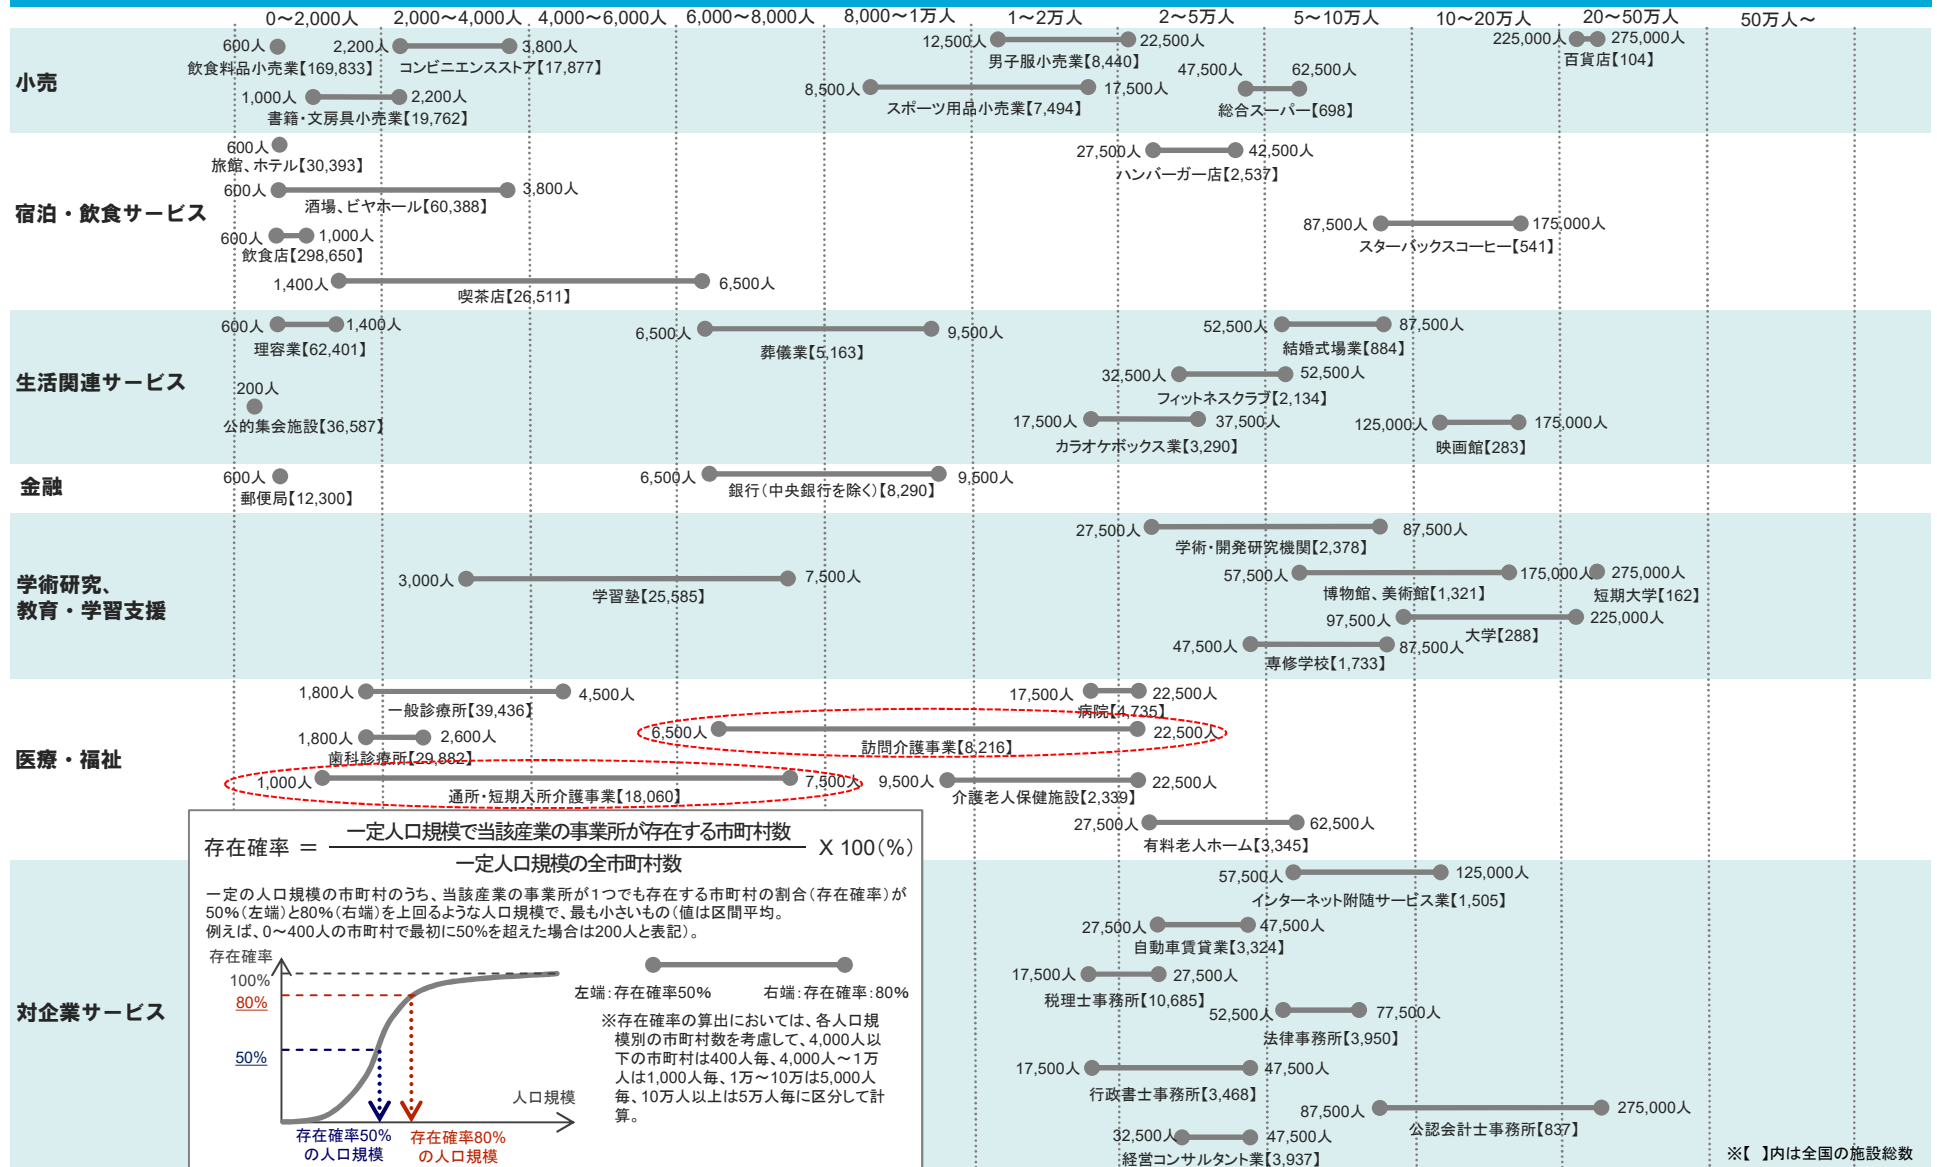 0～2,000人
2,000～4,000人
4,000～6,000人
6,000～8,000人
8,000～1万人
1～2万人
2～5万人
5～10万人
10～20万人
20～50万人
50万人～
小売
600人
飲食料品小売業【169,833】
2,200人
3,800人
コンビニエンスストア【17,877】
1,000人
2,200人
書籍・文房具小売業【19,762】
12,500人
22,500人
男子服小売業【8,440】
8,500人
17,500人
スポーツ用品小売業【7,494】
47,500人
62,500人
総合スーパー【698】
225,000人
275,000人
百貨店【104】
宿泊・飲食サービス
600人
旅館、ホテル【30,393】
600人
3,800人
酒場、ビヤホール【60,388】
600人
1,000人
飲食店【298,650】
1,400人
6,500人
喫茶店【26,511】
27,500人
42,500人
ハンバーガー店【2,537】
87,500人
175,000人
スターバックスコーヒー【541】
生活関連サービス
600人
1,400人
理容業【62,401】
200人
公的集会施設【36,587】
6,500人
9,500人
葬儀業【5,163】
52,500人
87,500人
結婚式場業【884】
32,500人
52,500人
フィットネスクラブ【2,134】
17,500人
37,500人
カラオケボックス業【3,290】
125,000人
175,000人
映画館【283】
金融
600人
郵便局【12,300】
6,500人
9,500人
銀行（中央銀行を除く）【8,290】
学術研究、
教育・学習支援
27,500人
87,500人
学術・開発研究機関【2,378】
3,000人
7,500人
学習塾【25,585】
57,500人
175,000人
博物館、美術館【1,321】
275,000人
短期大学【162】
97,500人
225,000人
大学【288】
47,500人
87,500人
専修学校【1,733】
医療・福祉
1,800人
4,500人
一般診療所【39,436】
17,500人
22,500人
病院【4,735】
1,800人
2,600人
歯科診療所【29,882】
6,500人
22,500人
訪問介護事業【8,216】
1,000人
7,500人
通所・短期入所介護事業【18,060】
9,500人
22,500人
介護老人保健施設【2,339】
27,500人
62,500人
有料老人ホーム【3,345】
対企業サービス
57,500人
125,000人
インターネット附随サービス業【1,505】
27,500人
47,500人
自動車賃貸業【3,324】
17,500人
27,500人
税理士事務所【10,685】
52,500人
77,500人
法律事務所【3,950】
17,500人
47,500人
行政書士事務所【3,468】
87,500人
275,000人
公認会計士事務所【837】
32,500人
47,500人
経営コンサルタント業【3,937】
存在確率 ＝
一定人口規模で当該産業の事業所が存在する市町村数
一定人口規模の全市町村数
X 100（％）
一定の人口規模の市町村のうち、当該産業の事業所が１つでも存在する市町村の割合（存在確率）が
50％（左端）と80％（右端）を上回るような人口規模で、最も小さいもの（値は区間平均。
例えば、0～400人の市町村で最初に50％を超えた場合は200人と表記）。
存在確率
100%
80%
50%
人口規模
存在確率50%
の人口規模
存在確率80%
の人口規模
左端：存在確率50%
右端：存在確率：80%
※存在確率の算出においては、各人口規
模別の市町村数を考慮して、4,000人以
下の市町村は400人毎、4,000人～１万
人は1,000人毎、1万～10万は5,000人
毎、10万人以上は5万人毎に区分して計
算。
※【　】内は全国の施設総数